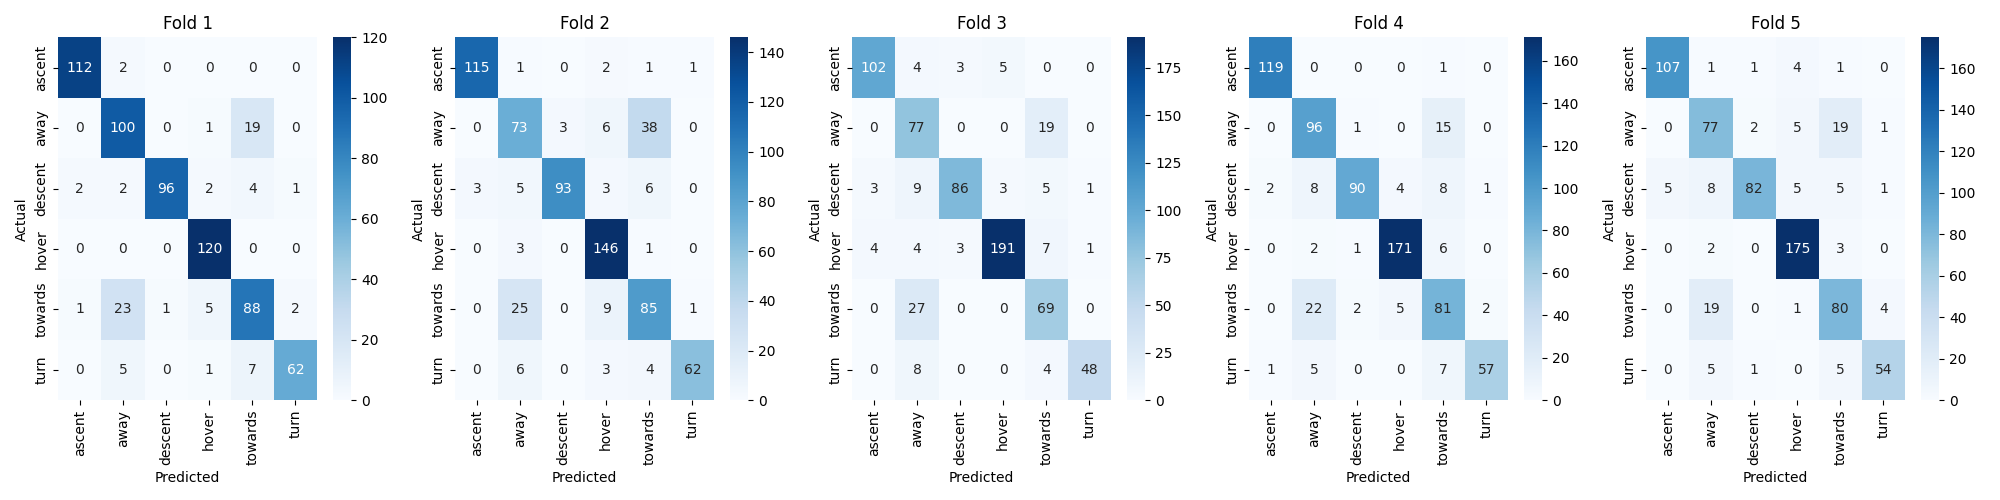 Fold 1
Actual
ascent 112 2 0 0 0 0
away 0 100 0 1 19 0
descent 2 2 96 2 4 1
hover 0 0 0 120 0 0
towards 1 23 1 5 88 2
turn 0 5 0 1 7 62
ascent away descent hover towards turn
Predicted
120
100
80
60
40
20
0
Fold 2
Actual
ascent 115 1 0 2 1 1
away 0 73 3 6 38 0
descent 3 5 93 3 6 0
hover 0 3 0 146 1 0
towards 0 25 0 9 85 1
turn 0 6 0 3 4 62
ascent away descent hover towards turn
Predicted
140
120
100
80
60
40
20
0
Fold 3
Actual
ascent 102 4 3 5 0 0
away 0 77 0 0 19 0
descent 3 9 86 3 5 1
hover 4 4 3 191 7 1
towards 0 27 0 0 69 0
turn 0 8 0 0 4 48
ascent away descent hover towards turn
Predicted
175
150
125
100
75
50
25
0
Fold 4
Actual
ascent 119 0 0 0 1 0
away 0 96 1 0 15 0
descent 2 8 90 4 8 1
hover 0 2 1 171 6 0
towards 0 22 2 5 81 2
turn 1 5 0 0 7 57
ascent away descent hover towards turn
Predicted
160
140
120
100
80
60
40
20
0
Fold 5
Actual
ascent 107 1 1 4 1 0
away 0 77 2 5 19 1
descent 5 8 82 5 5 1
hover 0 2 0 175 3 0
towards 0 19 0 1 80 4
turn 0 5 1 0 5 54
ascent away descent hover towards turn
Predicted
160
140
120
100
80
60
40
20
0